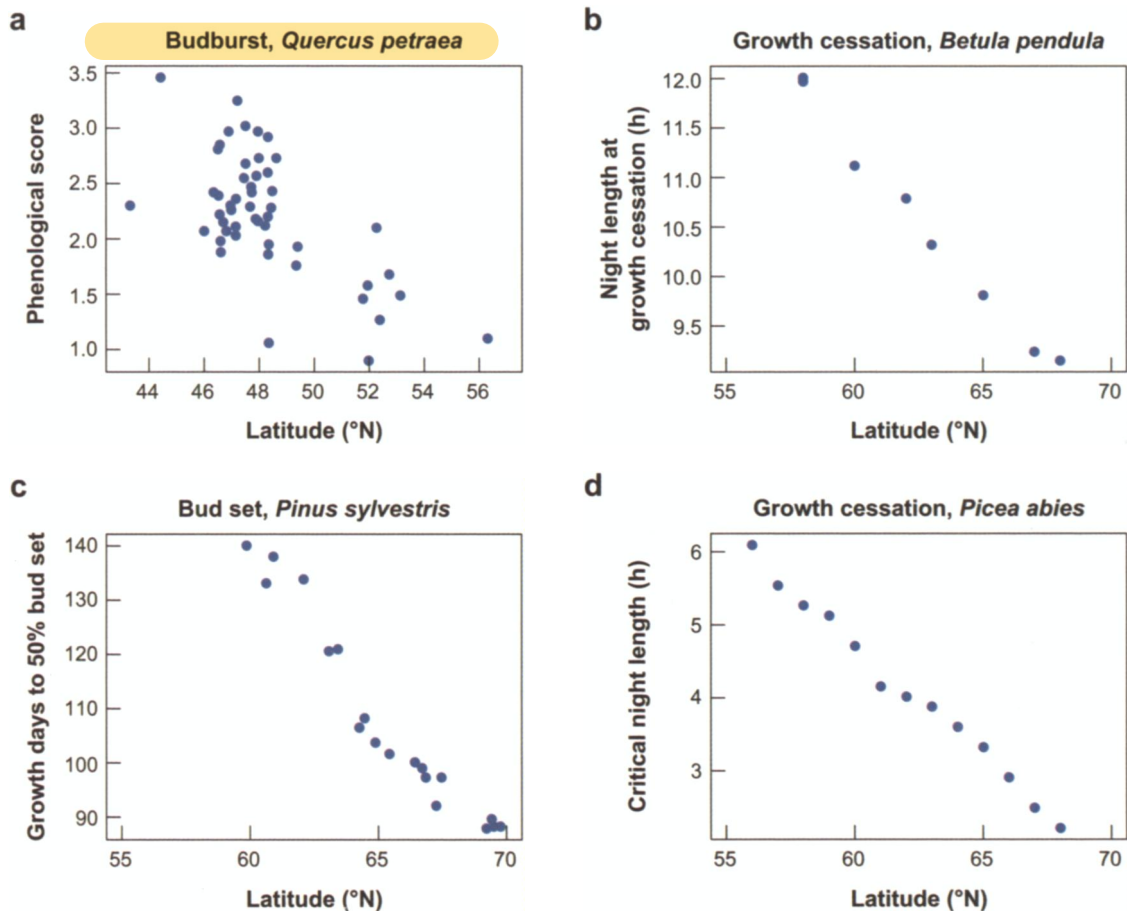 a
Budburst, Quercus petraea
Phenological score
3.5
3.0
2.5
2.0
1.5
1.0
44 46 48 50 52 54 56
Latitude (°N)
b
Growth cessation, Betula pendula
Night length at
growth cessation (h)
12.0
11.5
11.0
10.5
10.0
9.5
55 60 65 70
Latitude (°N)
c
Bud set, Pinus sylvestris
Growth days to 50% bud set
140
130
120
110
100
90
55 60 65 70
Latitude (°N)
d
Growth cessation, Picea abies
Critical night length (h)
6
5
4
3
55 60 65 70
Latitude (°N)